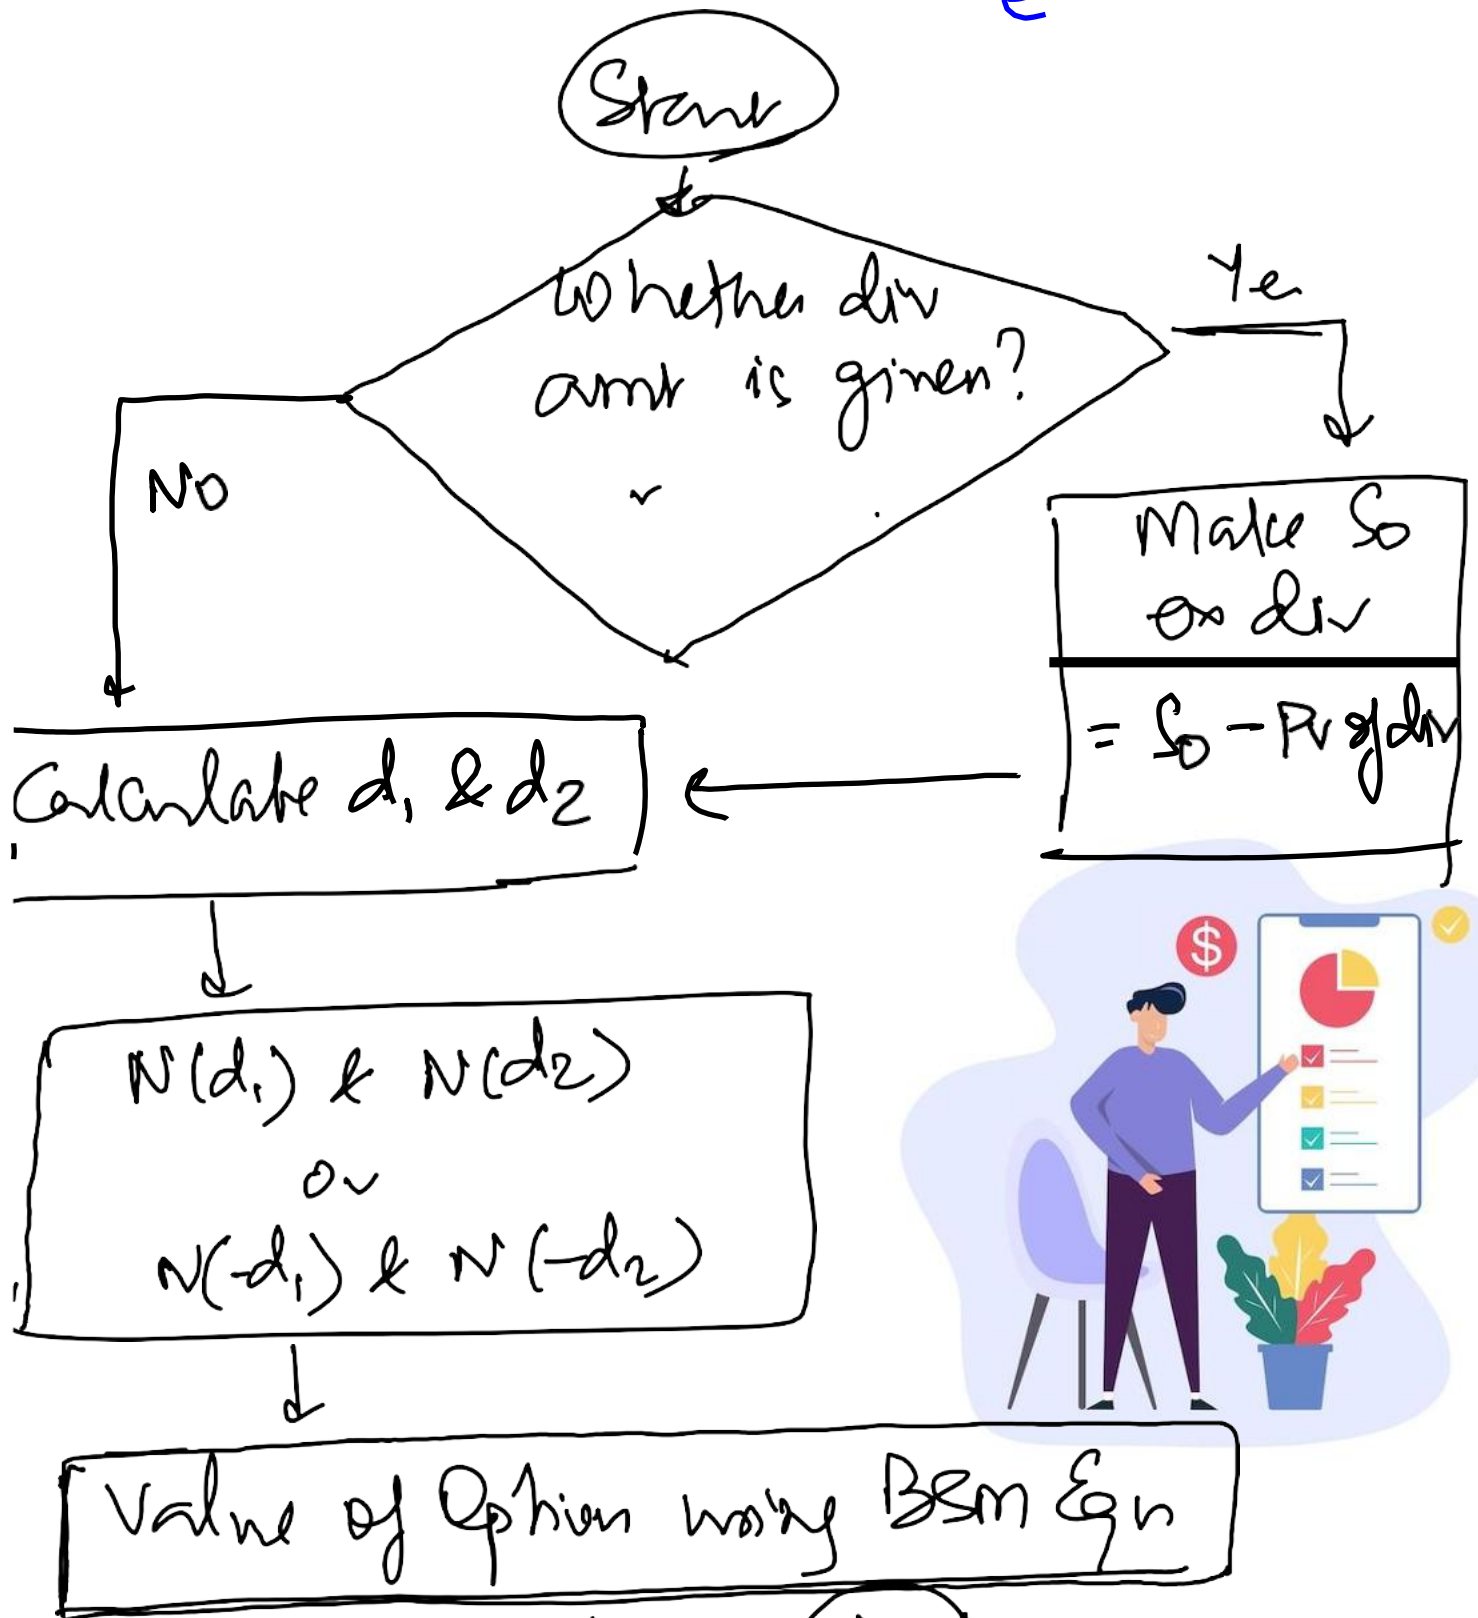 Start
Whether div
amt is given?
Yes
No
Make S₀
ex div
= S₀ - PV of div
Calculate d₁ & d₂
N(d₁) & N(d₂)
or
N(-d₁) & N(-d₂)
$
Value of Option using BSM Eqn